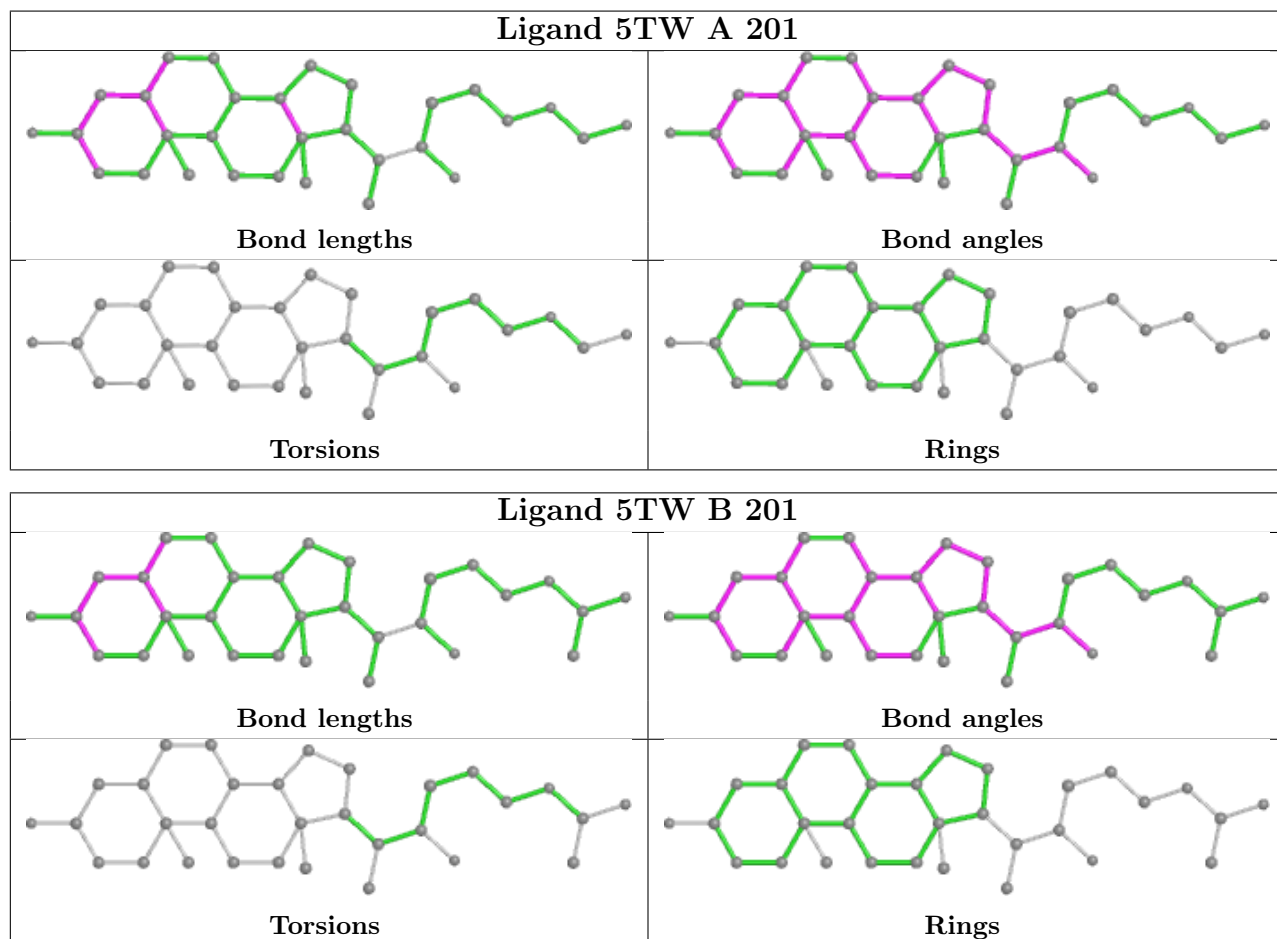 Ligand 5TW A 201
Bond lengths
Bond angles
Torsions
Rings
Ligand 5TW B 201
Bond lengths
Bond angles
Torsions
Rings